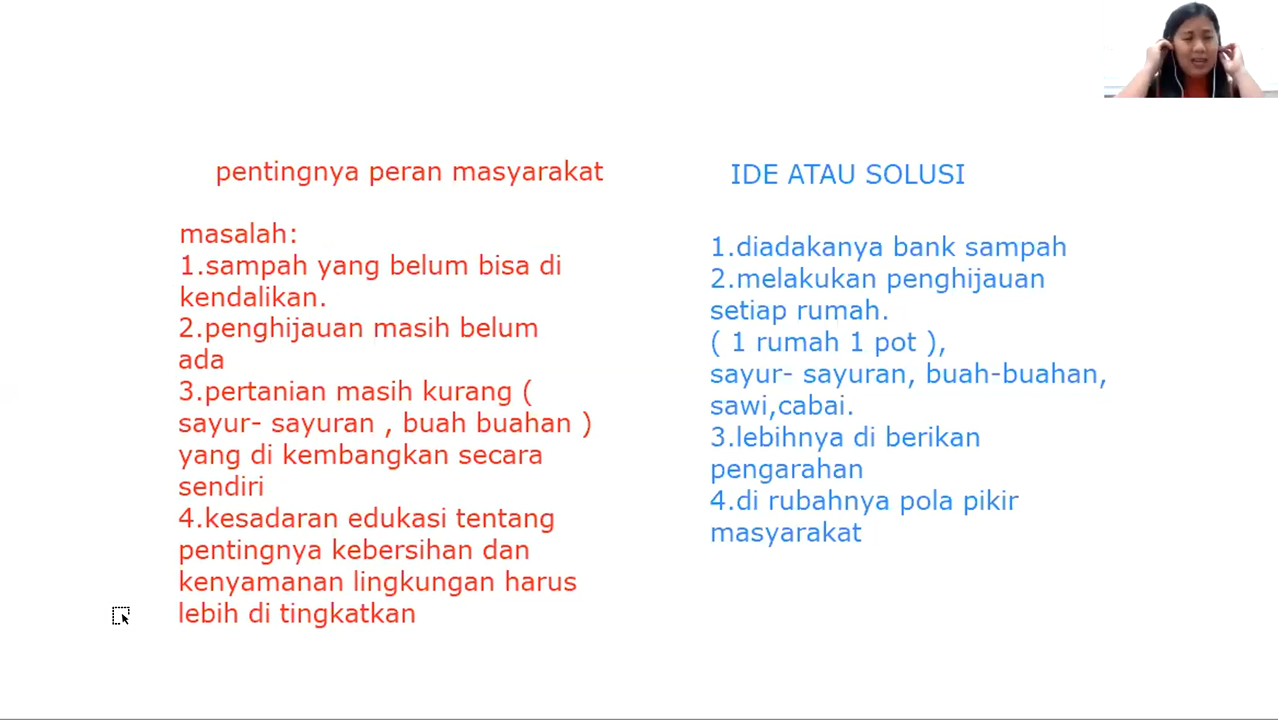 pentingnya peran masyarakat
masalah:
1.sampah yang belum bisa di
kendalikan.
2.penghijauan masih belum
ada
3.pertanian masih kurang (
sayur- sayuran , buah buahan )
yang di kembangkan secara
sendiri
4.kesadaran edukasi tentang
pentingnya kebersihan dan
kenyamanan lingkungan harus
lebih di tingkatkan
IDE ATAU SOLUSI
1.diadakanya bank sampah
2.melakukan penghijauan
setiap rumah.
( 1 rumah 1 pot ),
sayur- sayuran, buah-buahan,
sawi,cabai.
3.lebihnya di berikan
pengarahan
4.di rubahnya pola pikir
masyarakat